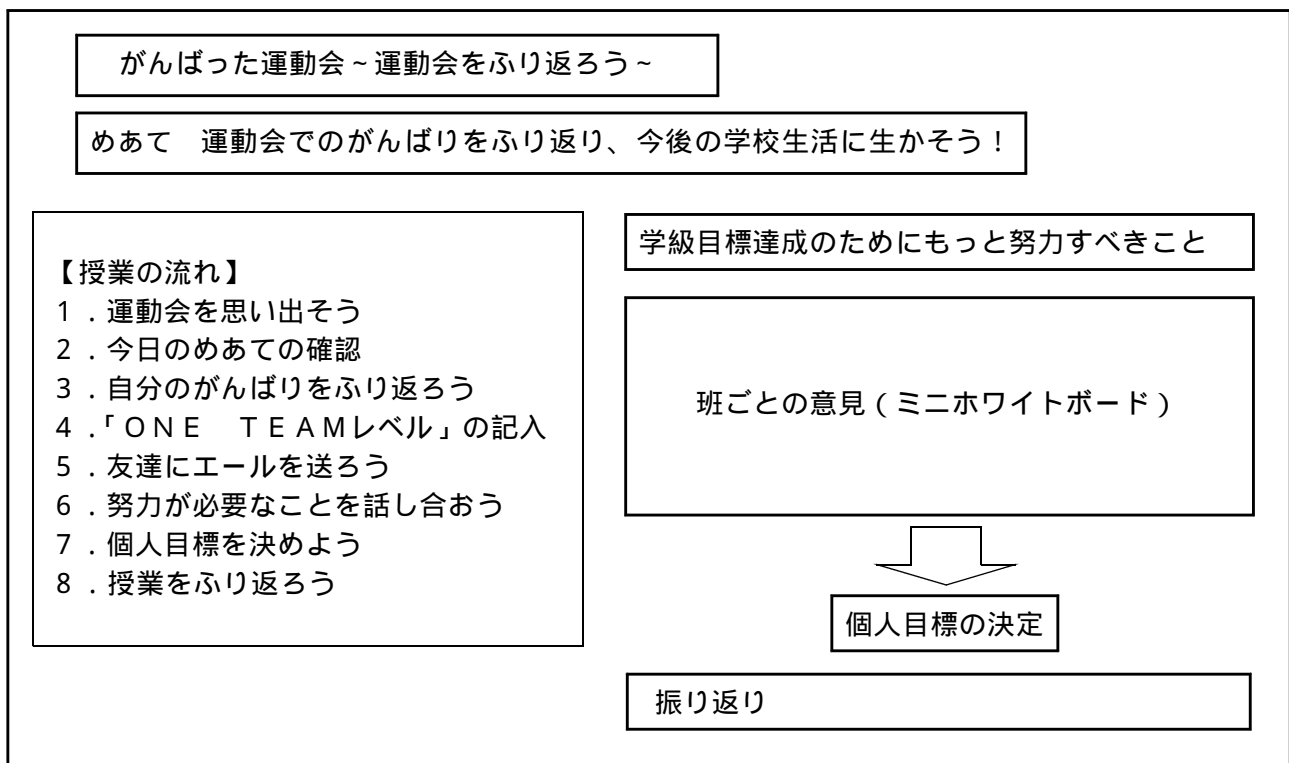 がんばった運動会~運動会をふり返ろう~
めあて　運動会でのがんばりをふり返り、今後の学校生活に生かそう!
【授業の流れ】
1.運動会を思い出そう
2.今日のめあての確認
3.自分のがんばりをふり返ろう
4.「ONE　TEAMレベル」の記入
5.友達にエールを送ろう
6.努力が必要なことを話し合おう
7.個人目標を決めよう
8.授業をふり返ろう
学級目標達成のためにもっと努力すべきこと
班ごとの意見(ミニホワイトボード)
個人目標の決定
振り返り